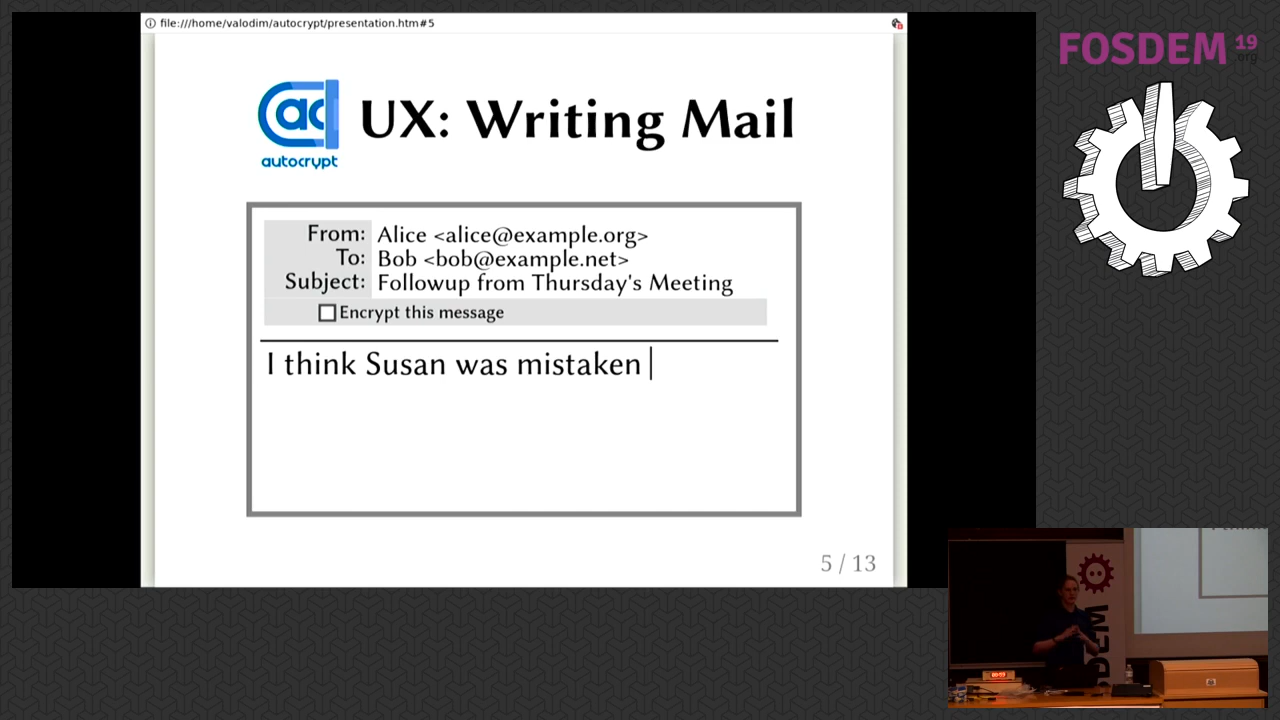 file:///home/valodim/autocrypt/presentation.htm#5
FOSDEM 19
.org
autocrypt
UX: Writing Mail
From: Alice <alice@example.org>
To: Bob <bob@example.net>
Subject: Followup from Thursday's Meeting
Encrypt this message
I think Susan was mistaken
5 / 13